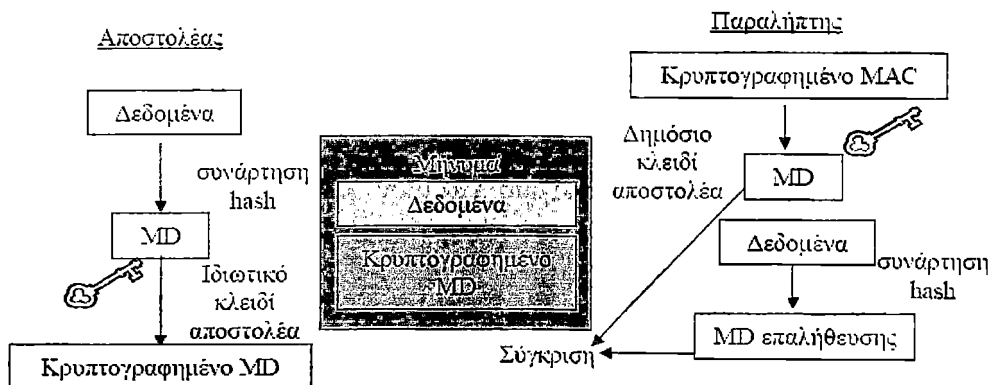 Αποστολέας
Δεδομένα
συνάρτηση
hash
MD
Ιδιωτικό
κλειδί
αποστολέα
Κρυπτογραφημένο MD
Μήνυμα
Δεδομένα
Κρυπτογραφημένο
MD
Παραλήπτης
Κρυπτογραφημένο MAC
Δημόσιο
κλειδί
αποστολέα
MD
Δεδομένα
συνάρτηση
hash
MD επαλήθευσης
Σύγκριση